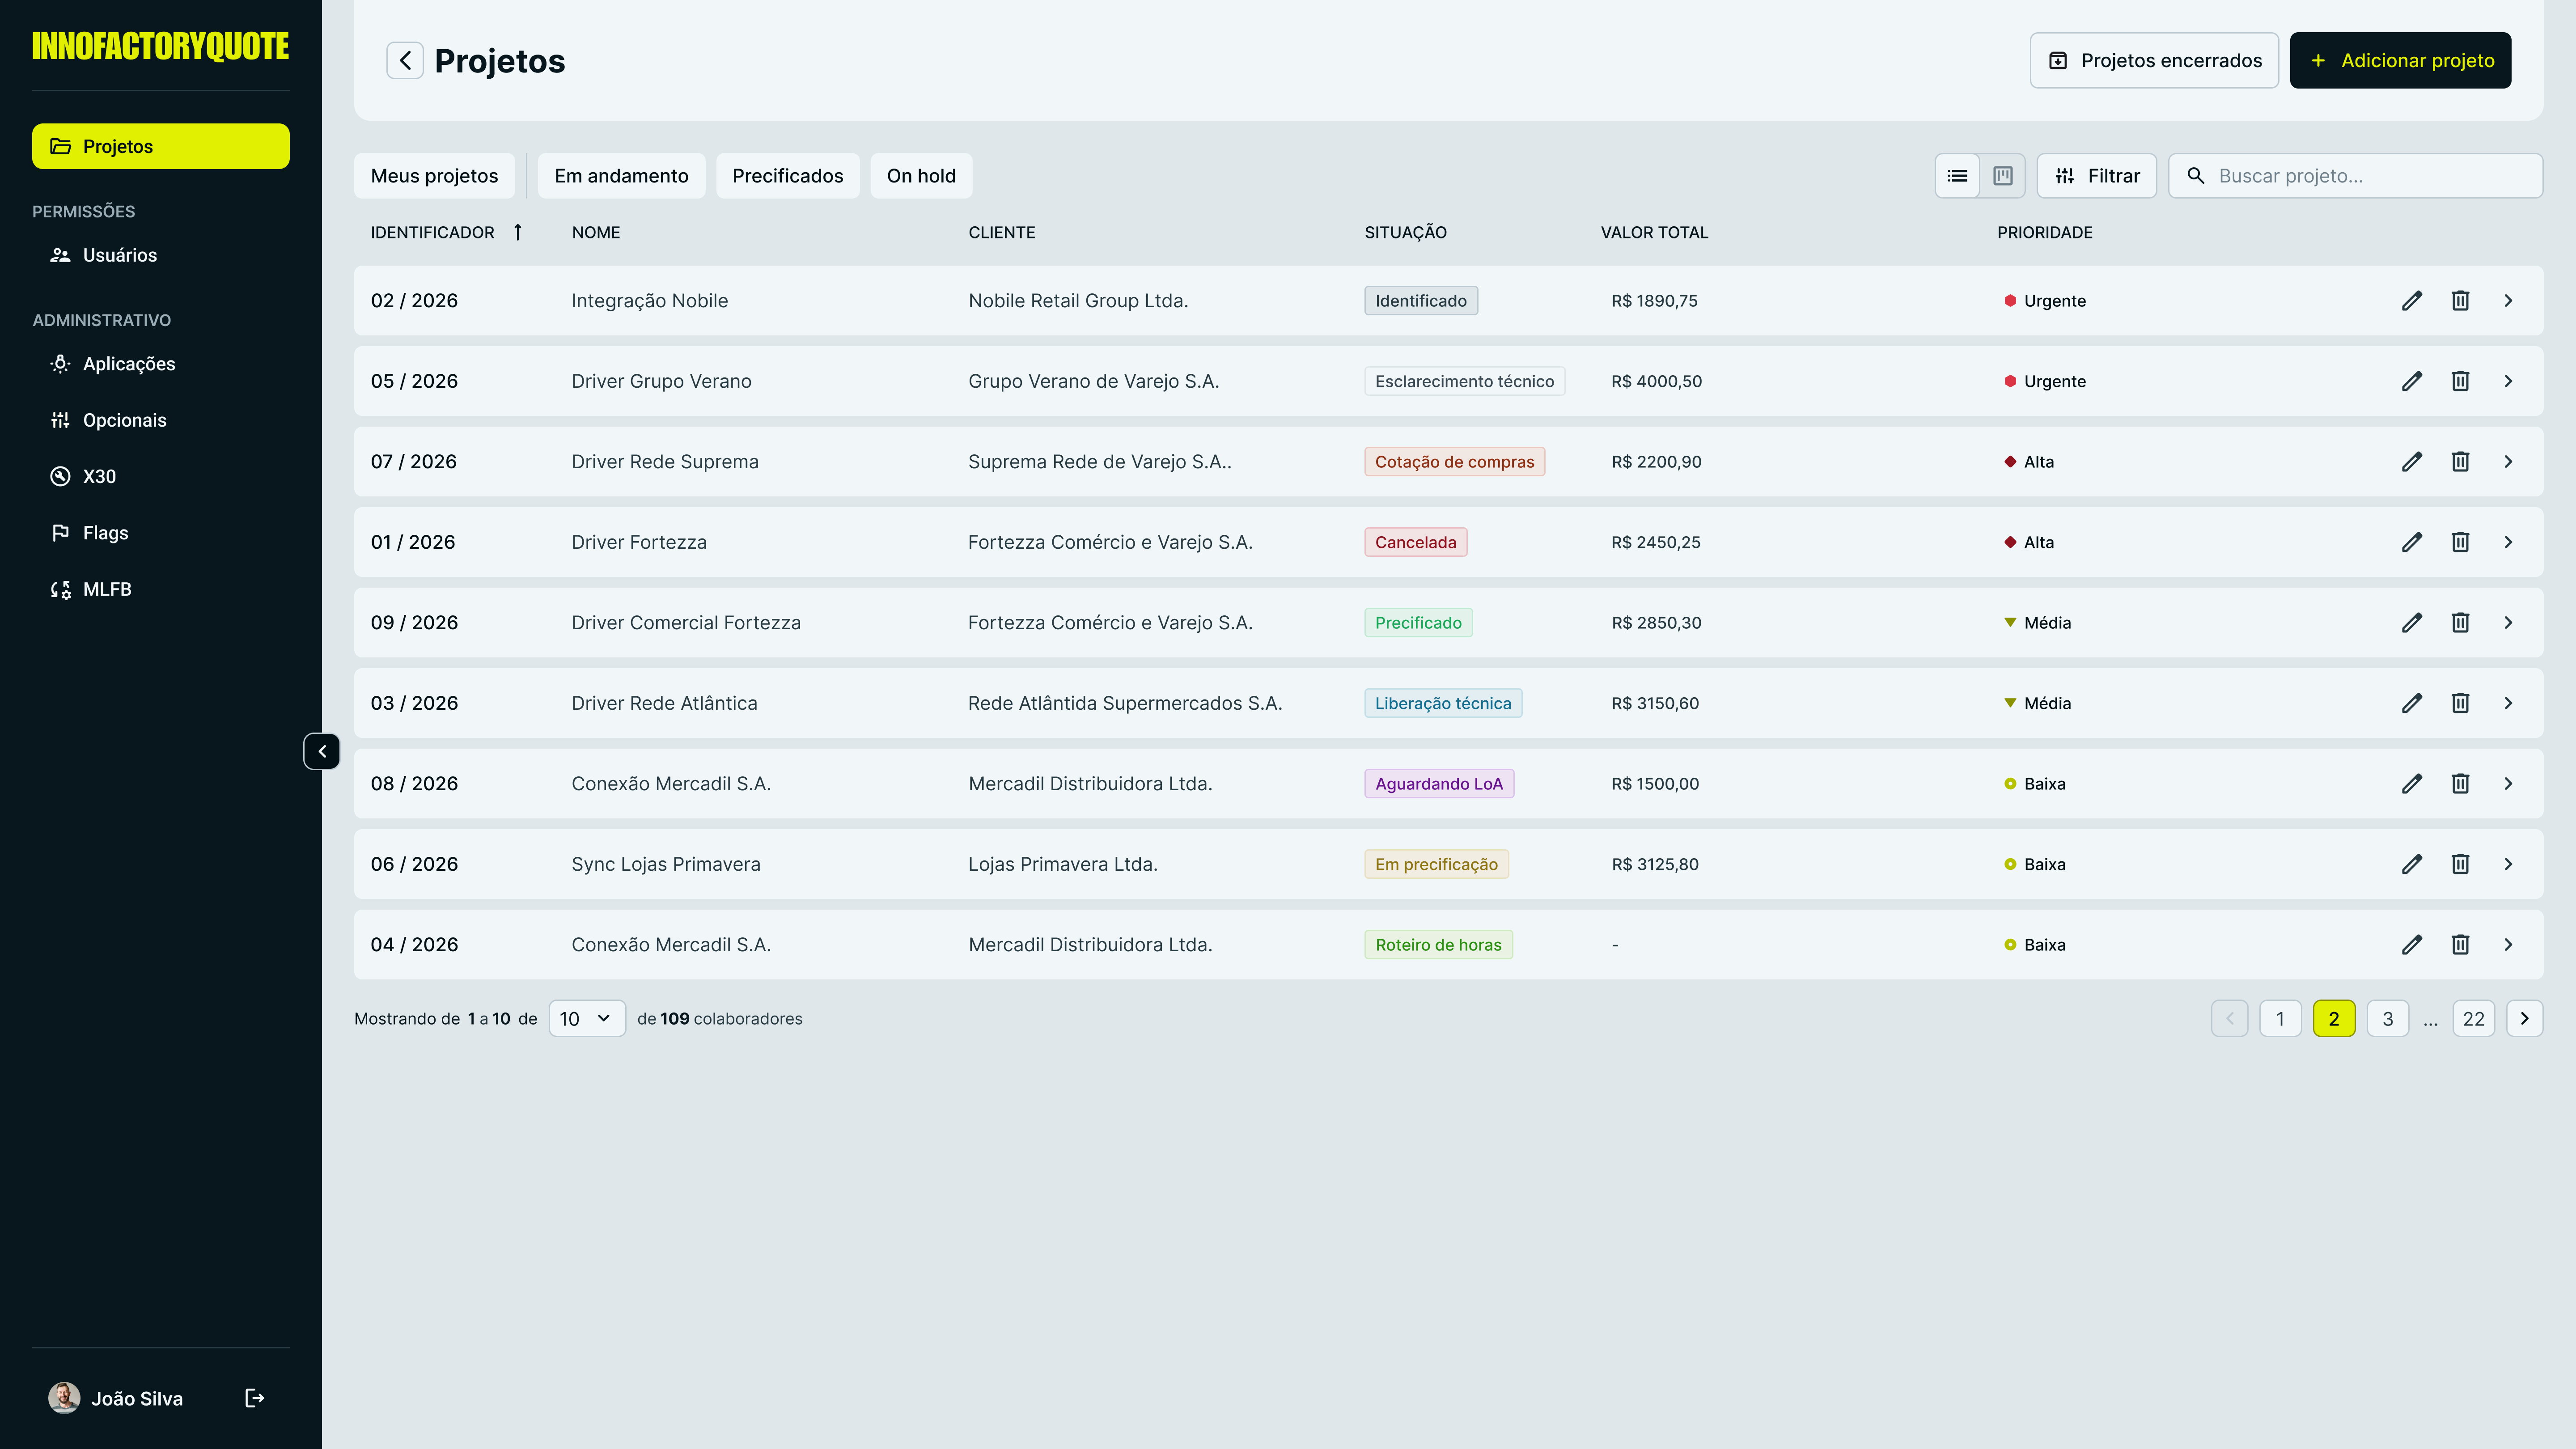 INNOFACTORYQUOTE
Projetos
PERMISSÕES
Usuários
ADMINISTRATIVO
Aplicações
Opcionais
X30
Flags
MLFB
João Silva
Projetos
Projetos encerrados
+ Adicionar projeto
Meus projetos
Em andamento
Precificados
On hold
Filtrar
Buscar projeto...
IDENTIFICADOR ↑ NOME CLIENTE SITUAÇÃO VALOR TOTAL PRIORIDADE
02 / 2026 Integração Nobile Nobile Retail Group Ltda. Identificado R$ 1890,75 Urgente
05 / 2026 Driver Grupo Verano Grupo Verano de Varejo S.A. Esclarecimento técnico R$ 4000,50 Urgente
07 / 2026 Driver Rede Suprema Suprema Rede de Varejo S.A.. Cotação de compras R$ 2200,90 Alta
01 / 2026 Driver Fortezza Fortezza Comércio e Varejo S.A. Cancelada R$ 2450,25 Alta
09 / 2026 Driver Comercial Fortezza Fortezza Comércio e Varejo S.A. Precificado R$ 2850,30 Média
03 / 2026 Driver Rede Atlântica Rede Atlântida Supermercados S.A. Liberação técnica R$ 3150,60 Média
08 / 2026 Conexão Mercadil S.A. Mercadil Distribuidora Ltda. Aguardando LoA R$ 1500,00 Baixa
06 / 2026 Sync Lojas Primavera Lojas Primavera Ltda. Em precificação R$ 3125,80 Baixa
04 / 2026 Conexão Mercadil S.A. Mercadil Distribuidora Ltda. Roteiro de horas - Baixa
Mostrando de 1 a 10 de 10 de 109 colaboradores
1 2 3 ... 22